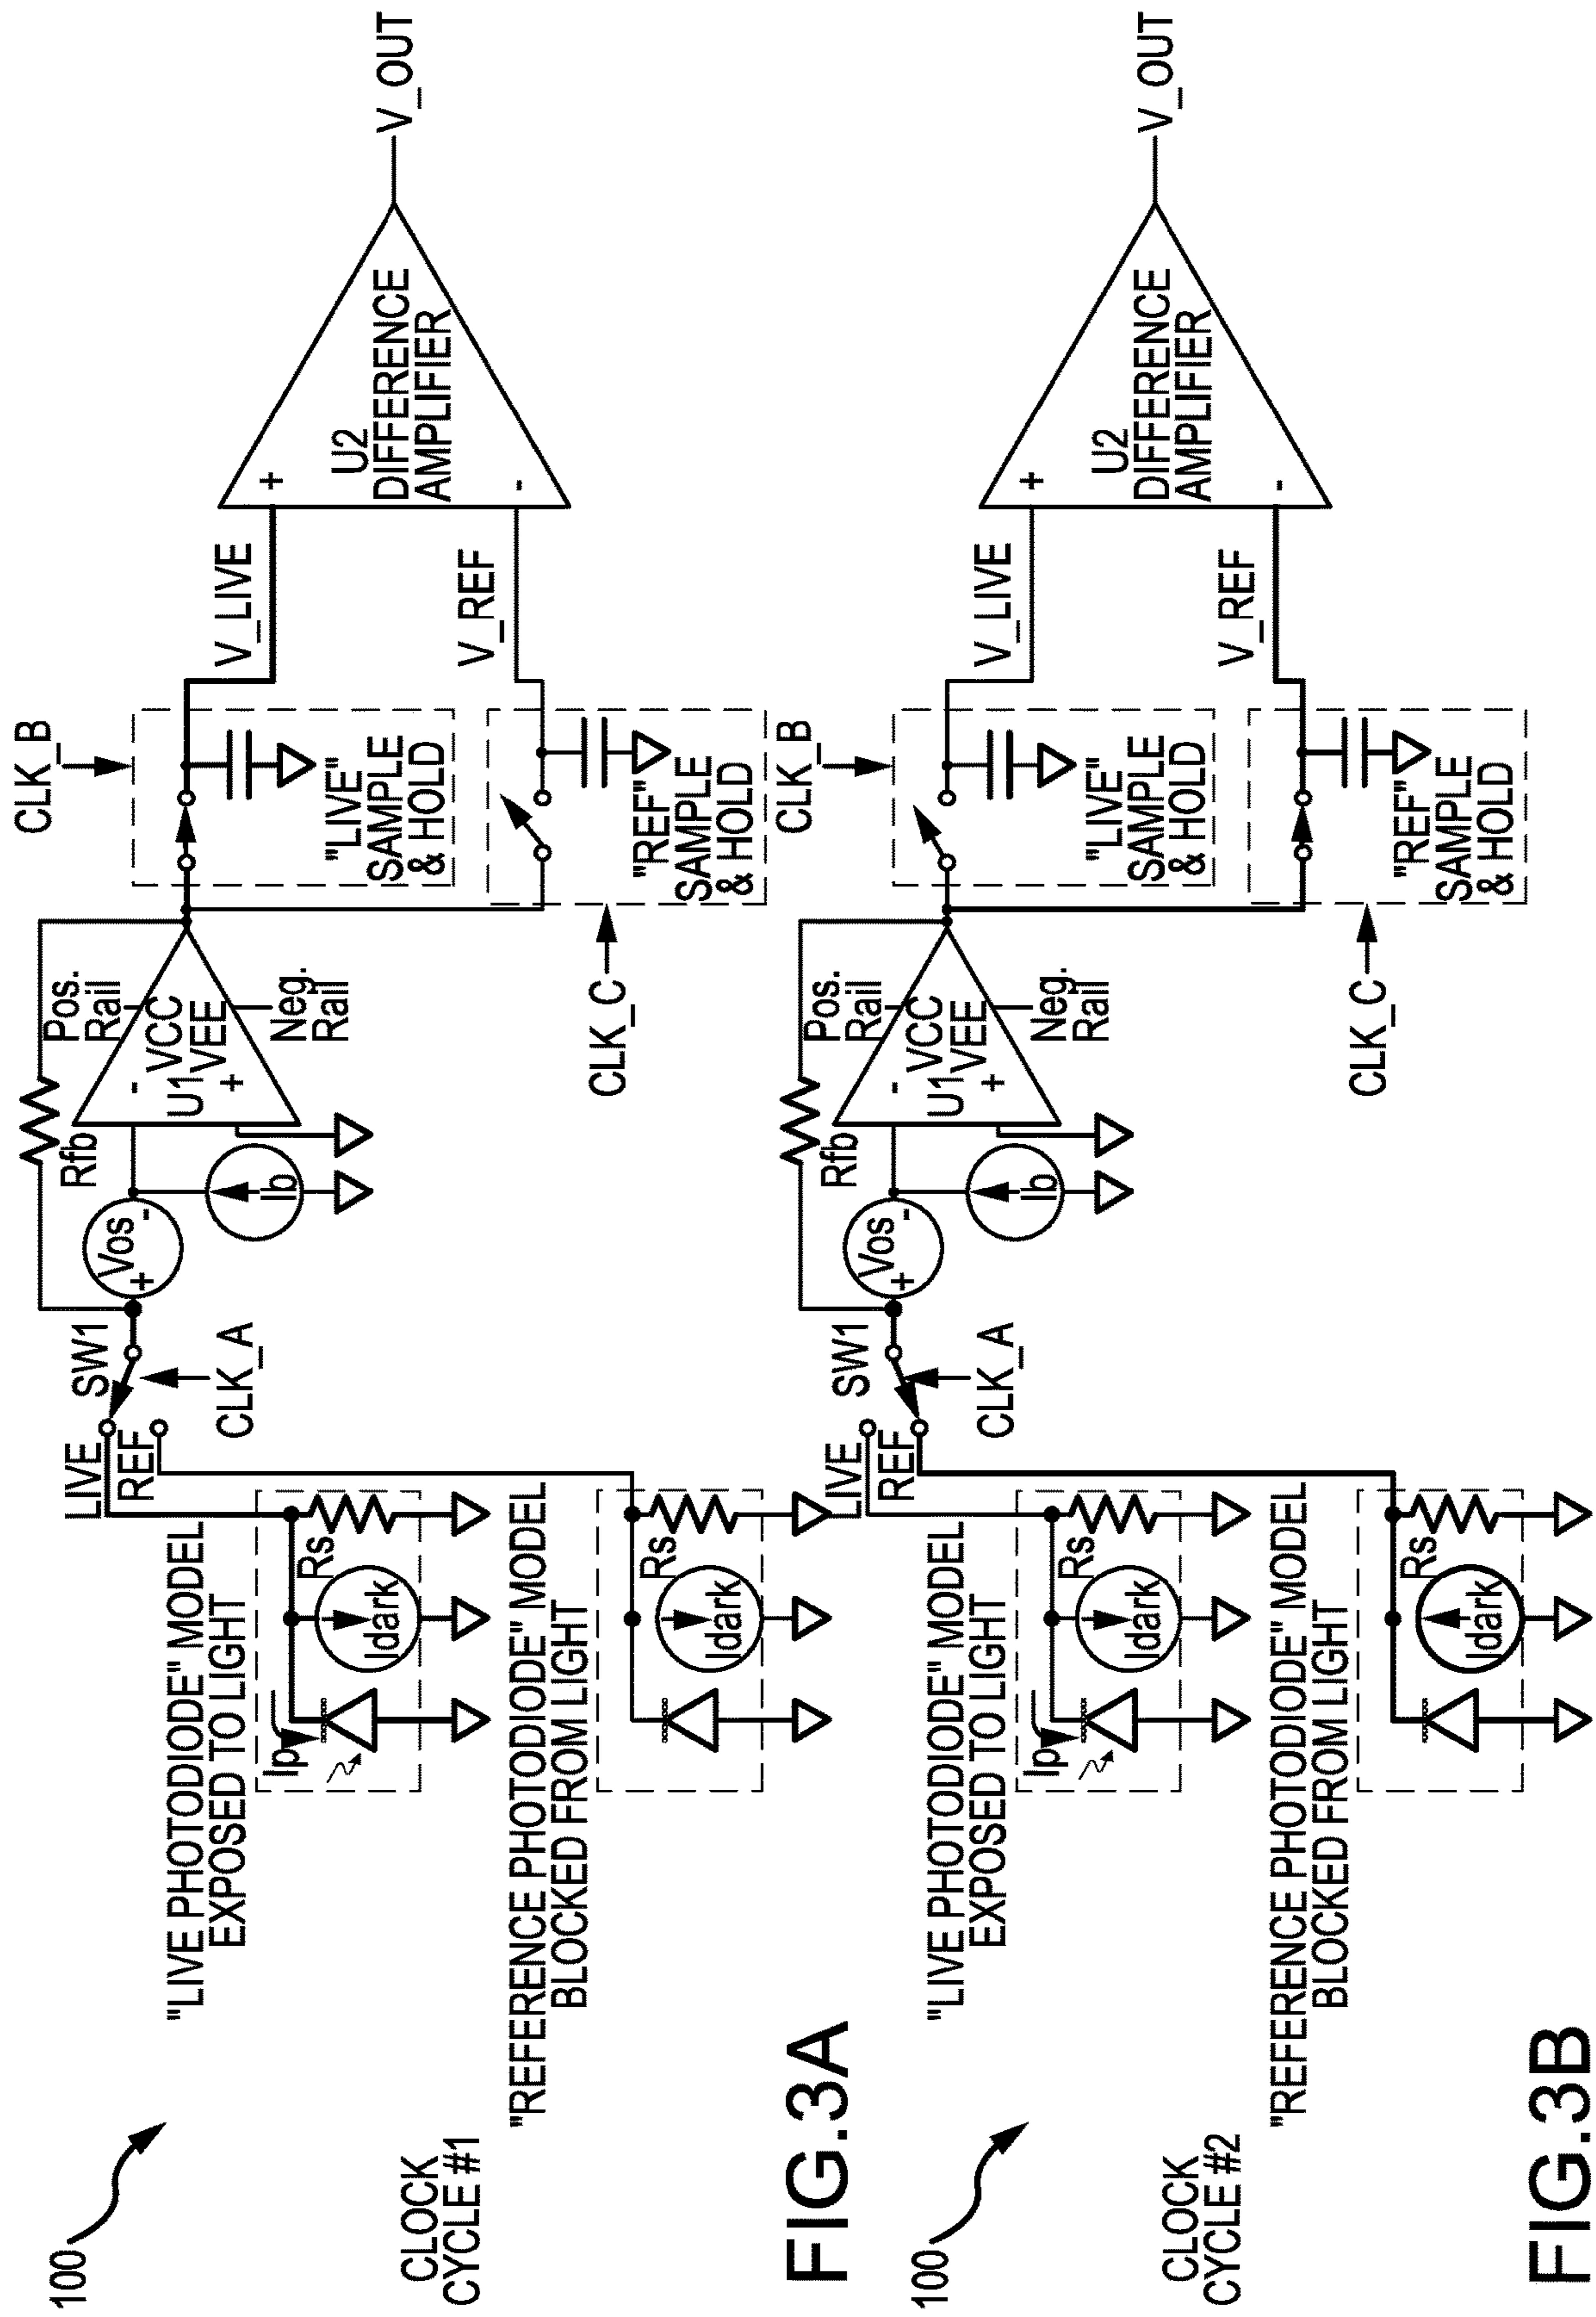 100
CLOCK
CYCLE #1
"LIVE PHOTODIODE" MODEL
EXPOSED TO LIGHT
Ip
Idark
Rs
"REFERENCE PHOTODIODE" MODEL
BLOCKED FROM LIGHT
Idark
Rs
LIVE
REF
SW1
CLK_A
+
Vos
-
Ib
Rfb
-
U1
+
VCC
VEE
Pos.
Rail
Neg.
Rail
CLK_B
"LIVE"
SAMPLE
& HOLD
CLK_C
"REF"
SAMPLE
& HOLD
V_LIVE
V_REF
+
-
U2
DIFFERENCE
AMPLIFIER
V_OUT
FIG.3A
100
CLOCK
CYCLE #2
"LIVE PHOTODIODE" MODEL
EXPOSED TO LIGHT
Ip
Idark
Rs
"REFERENCE PHOTODIODE" MODEL
BLOCKED FROM LIGHT
Idark
Rs
LIVE
REF
SW1
CLK_A
+
Vos
-
Ib
Rfb
-
U1
+
VCC
VEE
Pos.
Rail
Neg.
Rail
CLK_B
"LIVE"
SAMPLE
& HOLD
CLK_C
"REF"
SAMPLE
& HOLD
V_LIVE
V_REF
+
-
U2
DIFFERENCE
AMPLIFIER
V_OUT
FIG.3B